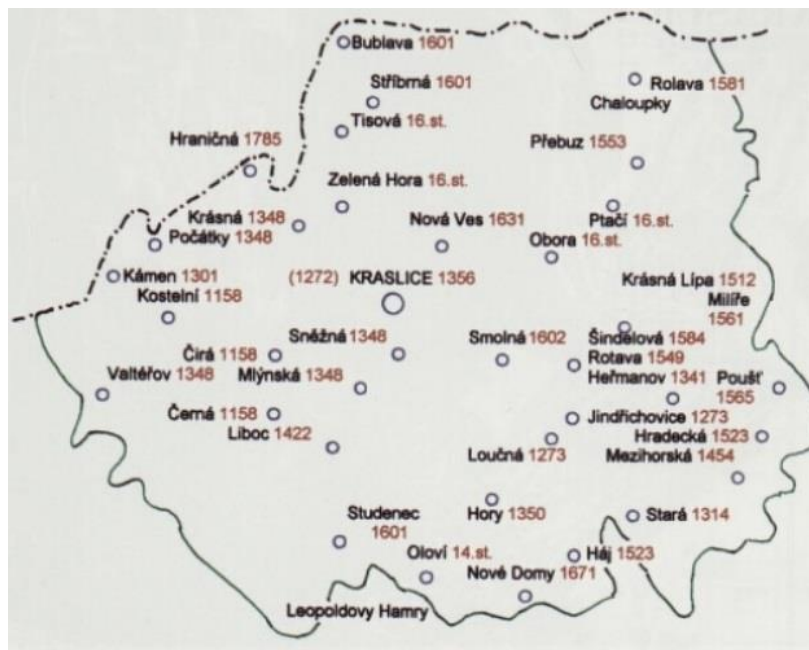 Bublava 1601
Stříbrná 1601
Rolava 1581
Chaloupky
Tisová 16.st.
Hraničná 1785
Přebuz 1553
Zelená Hora 16.st.
Krásná 1348
Počátky 1348
Nová Ves 1631
Ptačí 16.st.
Obora 16.st.
Kámen 1301
Kostelní 1158
(1272) KRASLICE 1356
Krásná Lípa 1512
Milíře
1561
Sněžná 1348
Smolná 1602
Šindelová 1584
Čirá 1158
Rotava 1549
Valtéřov 1348
Mlýnská 1348
Heřmanov 1341
Poušť
1565
Černá 1158
Jindřichovice 1273
Liboc 1422
Hradecká 1523
Loučná 1273
Mezihorská 1454
Studenec
1601
Hory 1350
Stará 1314
Oloví 14.st.
Háj 1523
Nové Domy 1671
Leopoldovy Hamry